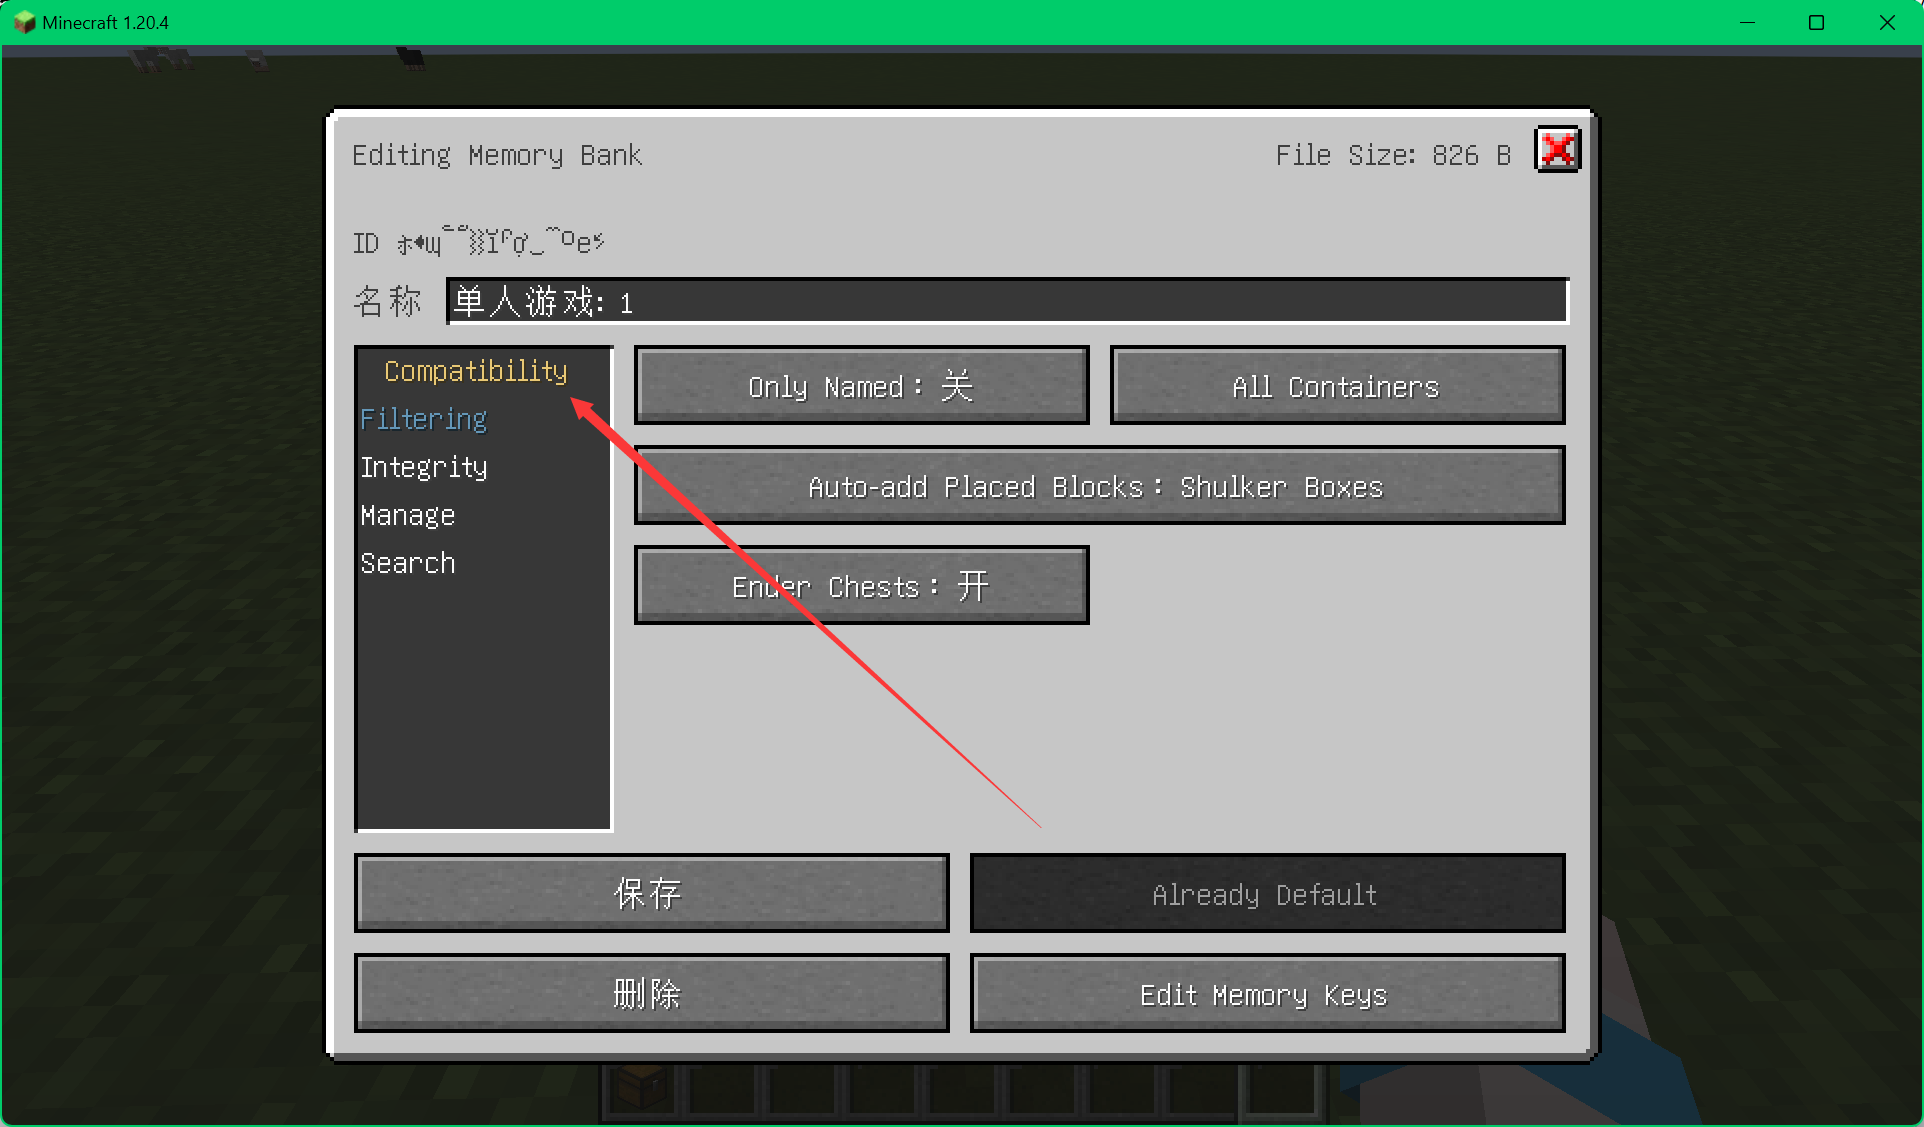 Minecraft 1.20.4
Editing Memory Bank
File Size: 826 B
ID
名称
单人游戏: 1
Compatibility
Filtering
Integrity
Manage
Search
Only Named: 关
All Containers
Auto-add Placed Blocks: Shulker Boxes
Ender Chests: 开
保存
Already Default
删除
Edit Memory Keys